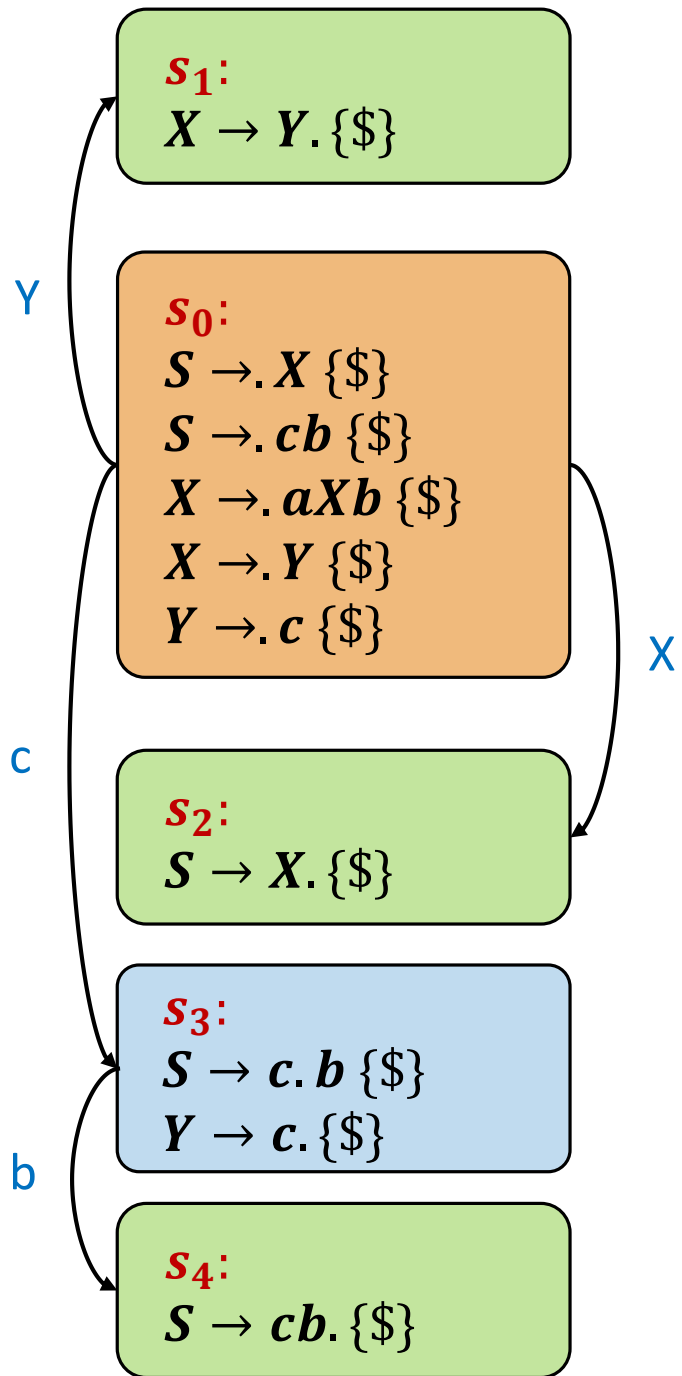 s₁:
X → Y. {$}
Y
s₀:
S →. X {$}
S →. cb {$}
X →. aXb {$}
X →. Y {$}
Y →. c {$}
X
c
s₂:
S → X. {$}
s₃:
S → c. b {$}
Y → c. {$}
b
s₄:
S → cb. {$}